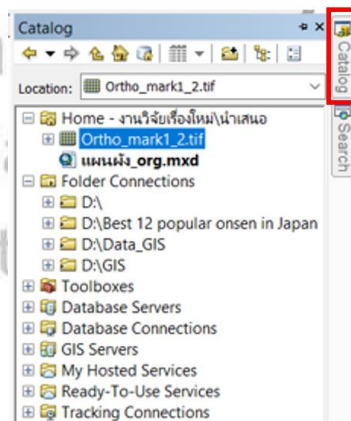 Catalog
Location: Ortho_mark1_2.tif
Home - งานวิจัยเรื่องใหม่\นำเสนอ
Ortho_mark1_2.tif
แผนผัง_org.mxd
Folder Connections
D:\
D:\Best 12 popular onsen in Japan
D:\Data_GIS
D:\GIS
Toolboxes
Database Servers
Database Connections
GIS Servers
My Hosted Services
Ready-To-Use Services
Tracking Connections
Catalog
Search